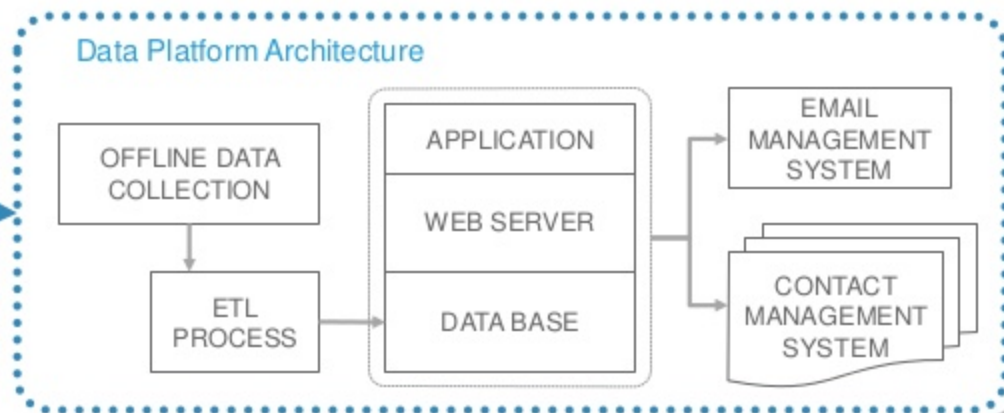 Data Platform Architecture
OFFLINE DATA
COLLECTION
ETL
PROCESS
APPLICATION
WEB SERVER
DATA BASE
EMAIL
MANAGEMENT
SYSTEM
CONTACT
MANAGEMENT
SYSTEM